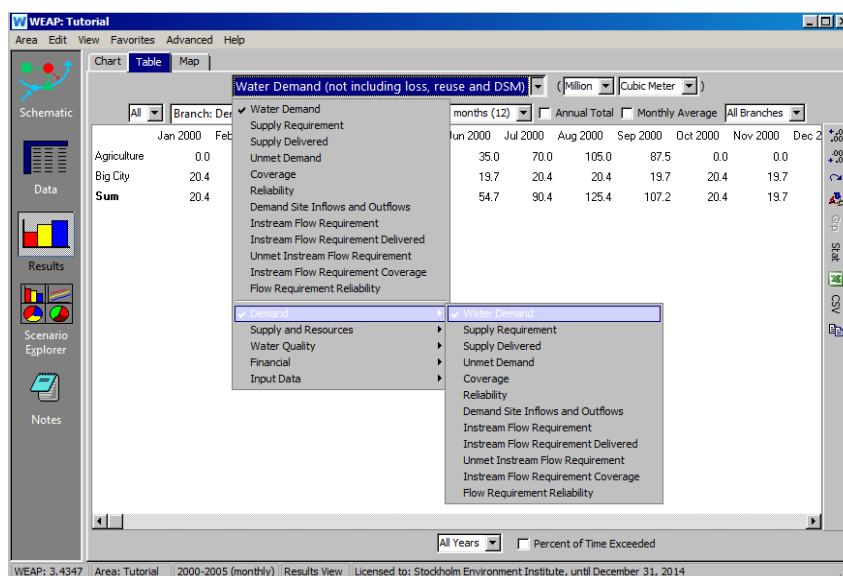 WEAP: Tutorial
Area Edit View Favorites Advanced Help
Chart Table Map
Water Demand (not including loss, reuse and DSM) ( Million Cubic Meter )
All Branch: Der months (12) Annual Total Monthly Average All Branches
Jan 2000 Feb Jun 2000 Jul 2000 Aug 2000 Sep 2000 Oct 2000 Nov 2000 Dec 2
Agriculture 0.0 35.0 70.0 105.0 87.5 0.0 0.0
Big City 20.4 19.7 20.4 20.4 19.7 20.4 19.7
Sum 20.4 54.7 90.4 125.4 107.2 20.4 19.7
Schematic
Data
Results
Scenario
Explorer
Notes
Water Demand
Supply Requirement
Supply Delivered
Unmet Demand
Coverage
Reliability
Demand Site Inflows and Outflows
Instream Flow Requirement
Instream Flow Requirement Delivered
Unmet Instream Flow Requirement
Instream Flow Requirement Coverage
Flow Requirement Reliability
Demand
Supply and Resources
Water Quality
Financial
Input Data
Water Demand
Supply Requirement
Supply Delivered
Unmet Demand
Coverage
Reliability
Demand Site Inflows and Outflows
Instream Flow Requirement
Instream Flow Requirement Delivered
Unmet Instream Flow Requirement
Instream Flow Requirement Coverage
Flow Requirement Reliability
Grp
Stat
CSV
All Years Percent of Time Exceeded
WEAP: 3.4347 Area: Tutorial 2000-2005 (monthly) Results View Licensed to: Stockholm Environment Institute, until December 31, 2014